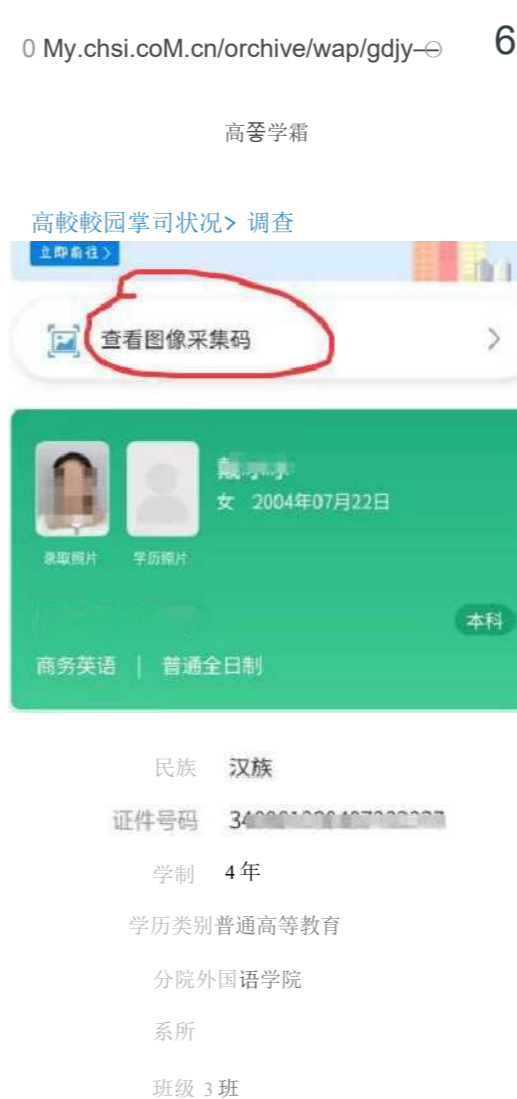 0 My.chsi.coM.cn/orchive/wap/gdjy-⊖ 6
高蓥学霜
高較較园掌司状况> 调查
立即前往>
查看图像采集码
戴
女 2004年07月22日
录取照片 学历照片
本科
商务英语 | 普通全日制
民族 汉族
证件号码 34
学制 4年
学历类别普通高等教育
分院外国语学院
系所
班级 3班